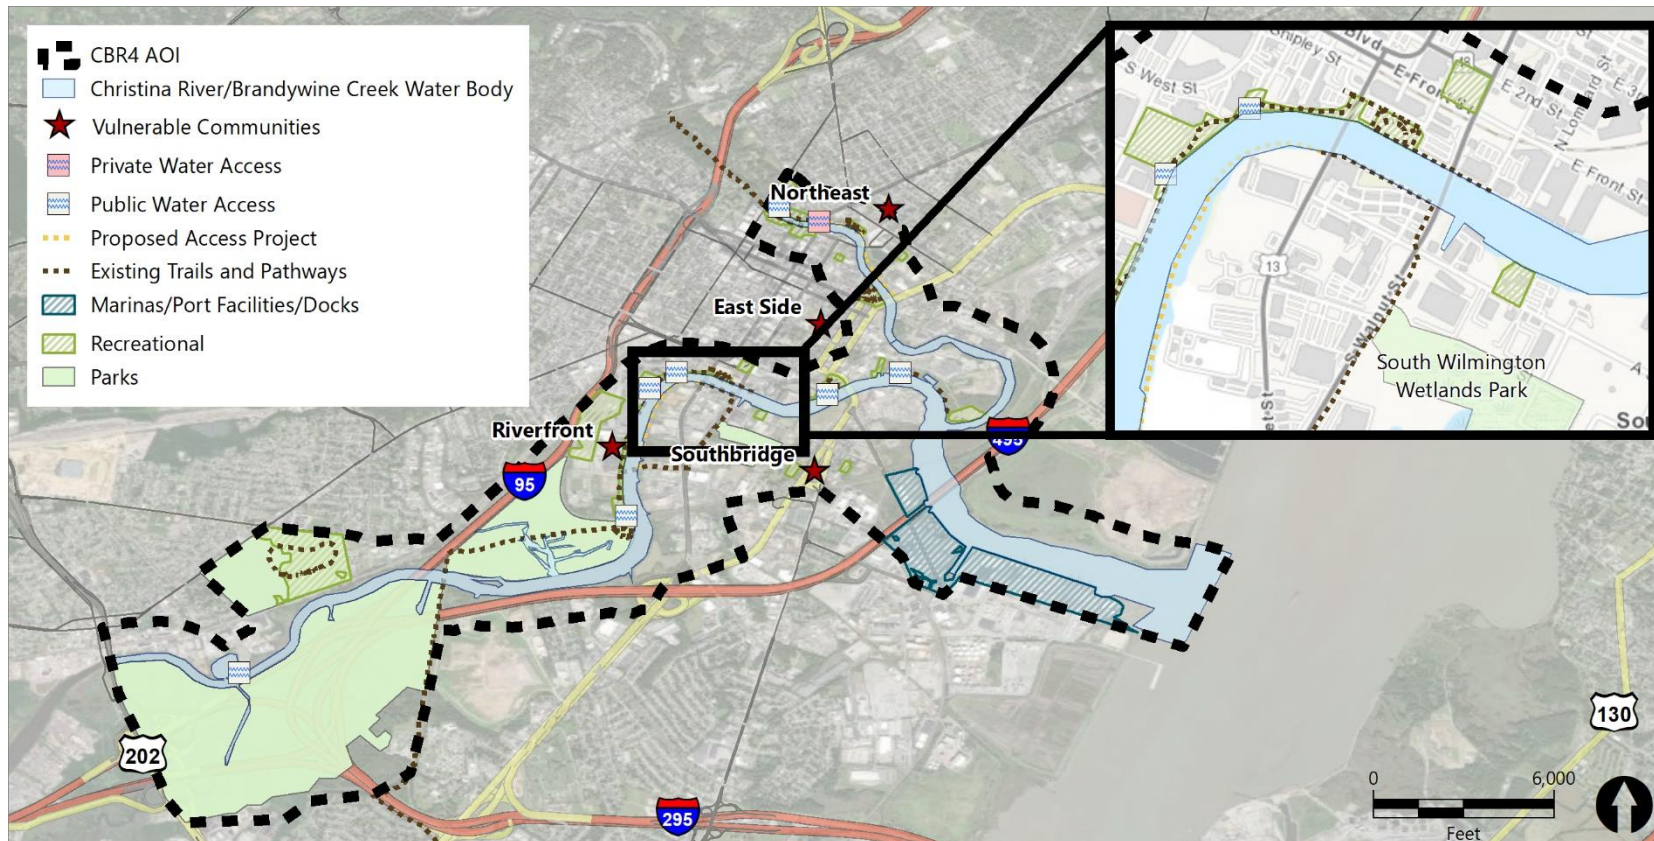 CBR4 AOI
Christina River/Brandywine Creek Water Body
Vulnerable Communities
Private Water Access
Public Water Access
Proposed Access Project
Existing Trails and Pathways
Marinas/Port Facilities/Docks
Recreational
Parks
Northeast
East Side
Riverfront
Southbridge
95
495
202
295
130
Shipley St
Blvd
S West St
E Front St
E 2nd St
E 3rd
N Lombard St
E Front St
13
S Walnut St
South Wilmington
Wetlands Park
0
6,000
Feet